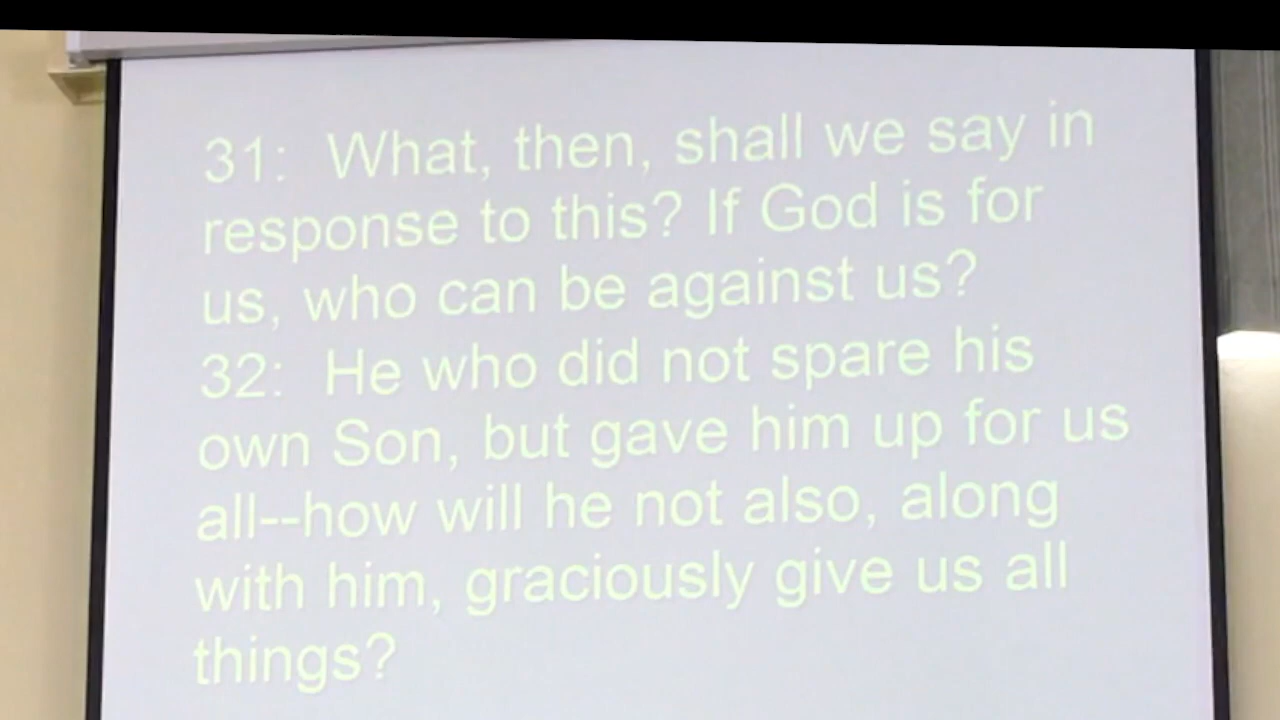 31: What, then, shall we say in
response to this? If God is for
us, who can be against us?
32: He who did not spare his
own Son, but gave him up for us
all--how will he not also, along
with him, graciously give us all
things?